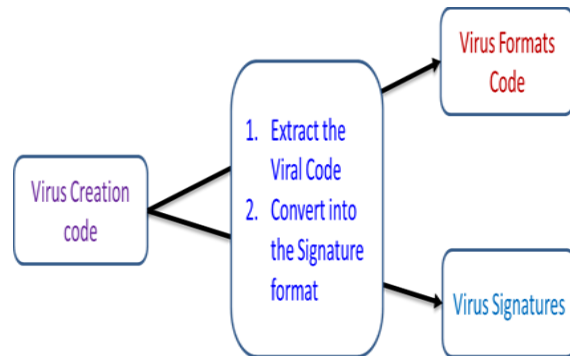 Virus Creation
code
1. Extract the
Viral Code
2. Convert into
the Signature
format
Virus Formats
Code
Virus Signatures